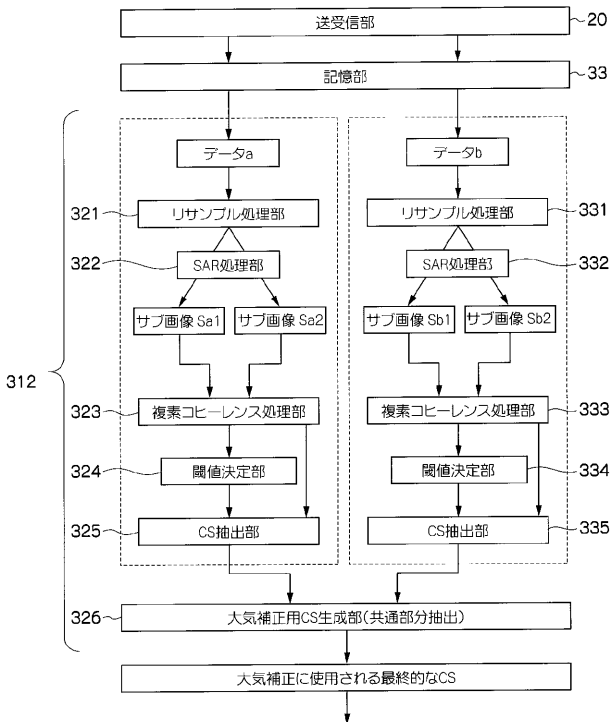 送受信部 20
記憶部 33
データa データb
321 リサンプル処理部 リサンプル処理部 331
322 SAR処理部 SAR処理部 332
サブ画像 Sa1 サブ画像 Sa2 サブ画像 Sb1 サブ画像 Sb2
312
323 複素コヒーレンス処理部 複素コヒーレンス処理部 333
324 閾値決定部 閾値決定部 334
325 CS抽出部 CS抽出部 335
326 大気補正用CS生成部(共通部分抽出)
大気補正に使用される最終的なCS